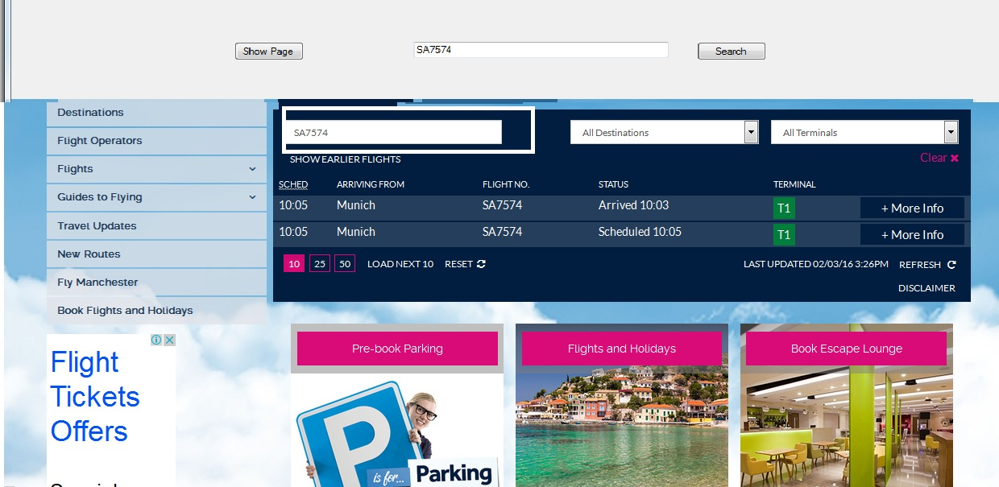 Show Page SA7574 Search
Destinations
Flight Operators
Flights
Guides to Flying
Travel Updates
New Routes
Fly Manchester
Book Flights and Holidays
SA7574 All Destinations All Terminals
SHOW EARLIER FLIGHTS Clear
SCHED ARRIVING FROM FLIGHT NO. STATUS TERMINAL
10:05 Munich SA7574 Arrived 10:03 T1 + More Info
10:05 Munich SA7574 Scheduled 10:05 T1 + More Info
10 25 50 LOAD NEXT 10 RESET LAST UPDATED 02/03/16 3:26PM REFRESH
DISCLAIMER
Flight
Tickets
Offers
Pre-book Parking
P
is for... Parking
Flights and Holidays
Book Escape Lounge